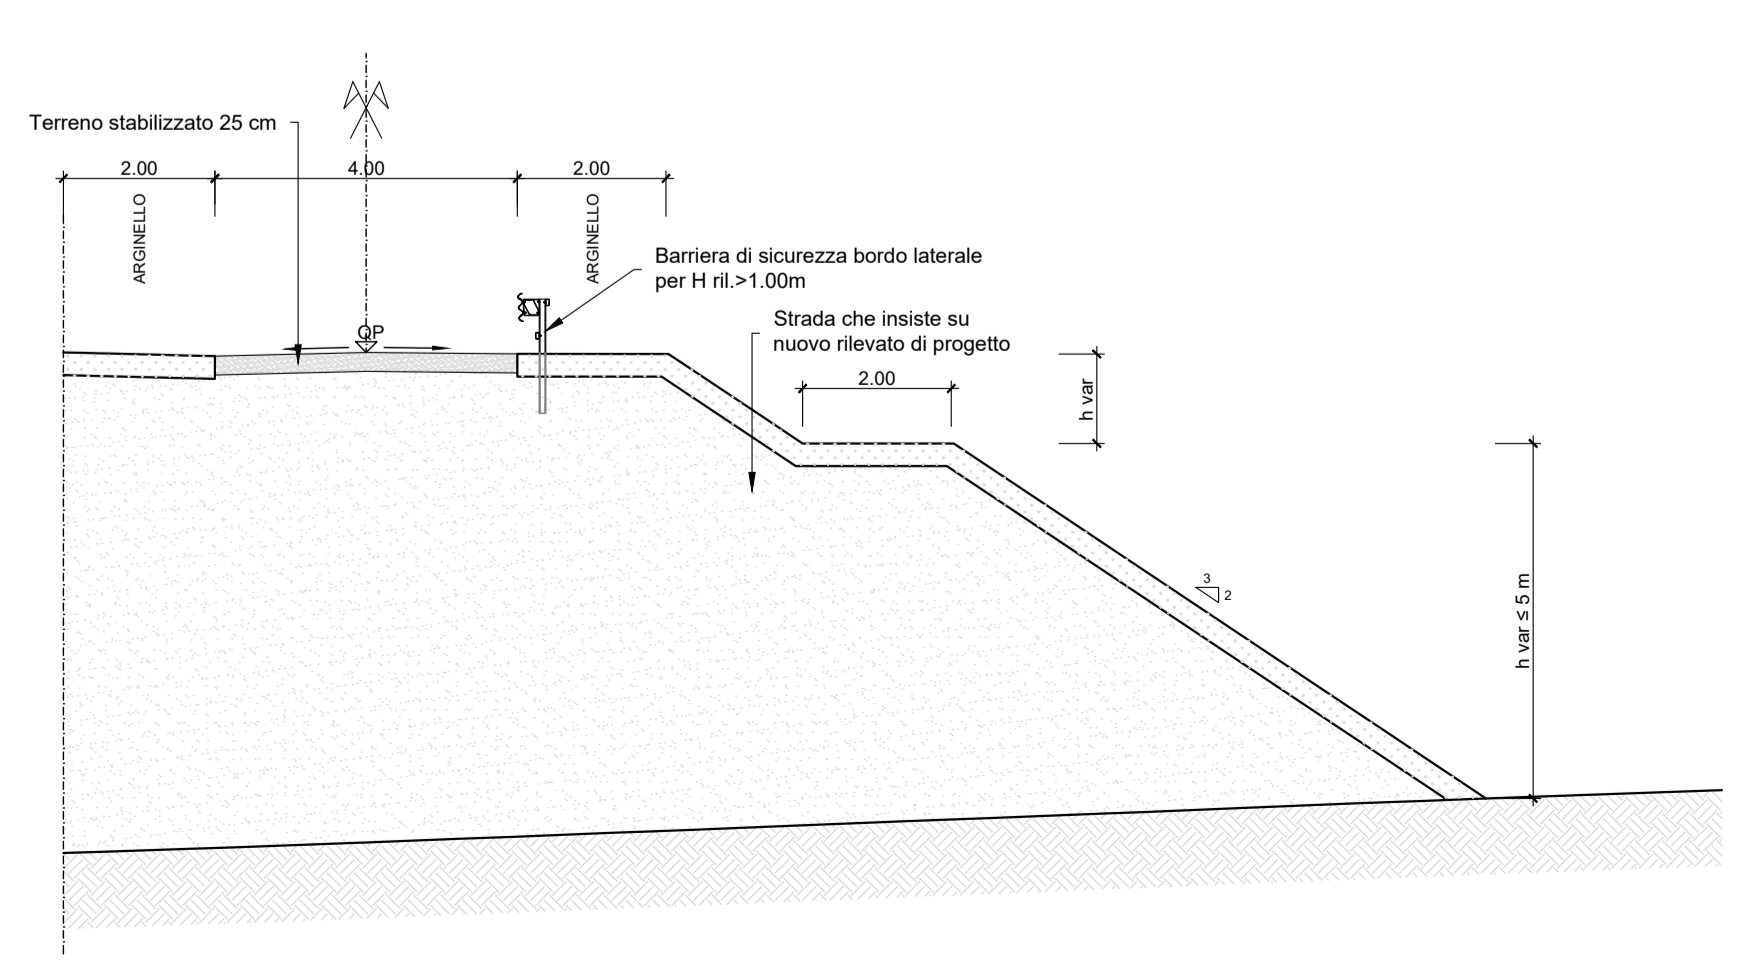 Terreno stabilizzato 25 cm
2.00
4.00
2.00
ARGINELLO
ARGINELLO
Barriera di sicurezza bordo laterale
per H ril.>1.00m
QP
Strada che insiste su
nuovo rilevato di progetto
2.00
h var
3
2
h var ≤ 5 m